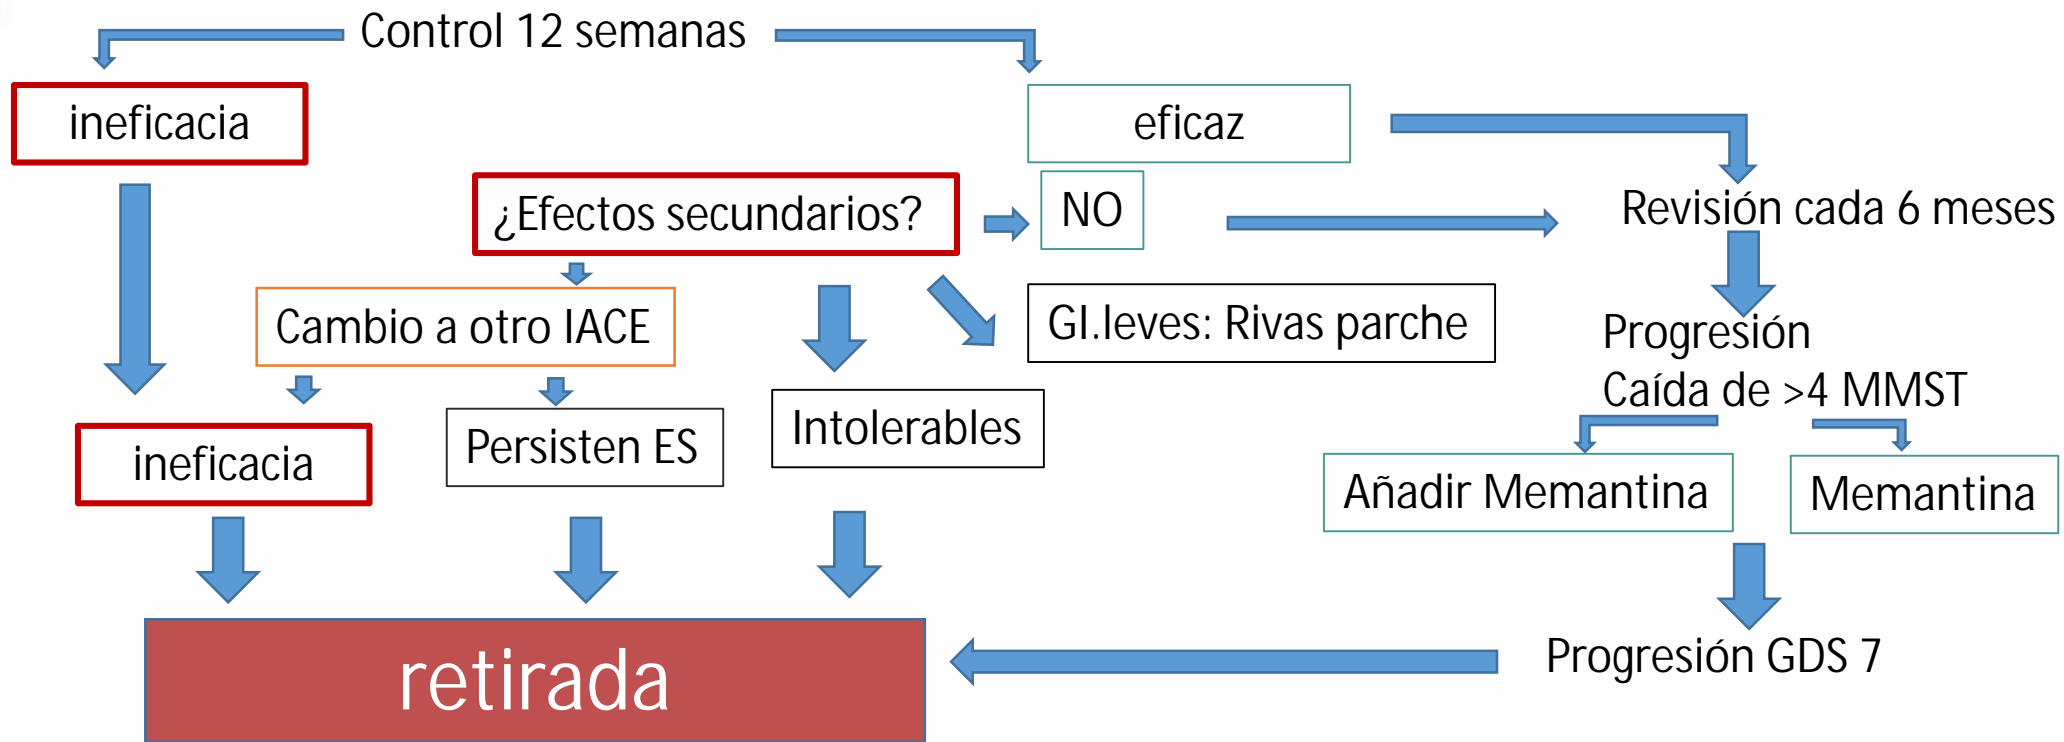 Control 12 semanas
ineficacia
eficaz
¿Efectos secundarios?
NO
Revisión cada 6 meses
Cambio a otro IACE
GI.leves: Rivas parche
Progresión
Caída de >4 MMST
ineficacia
Persisten ES
Intolerables
Añadir Memantina
Memantina
retirada
Progresión GDS 7